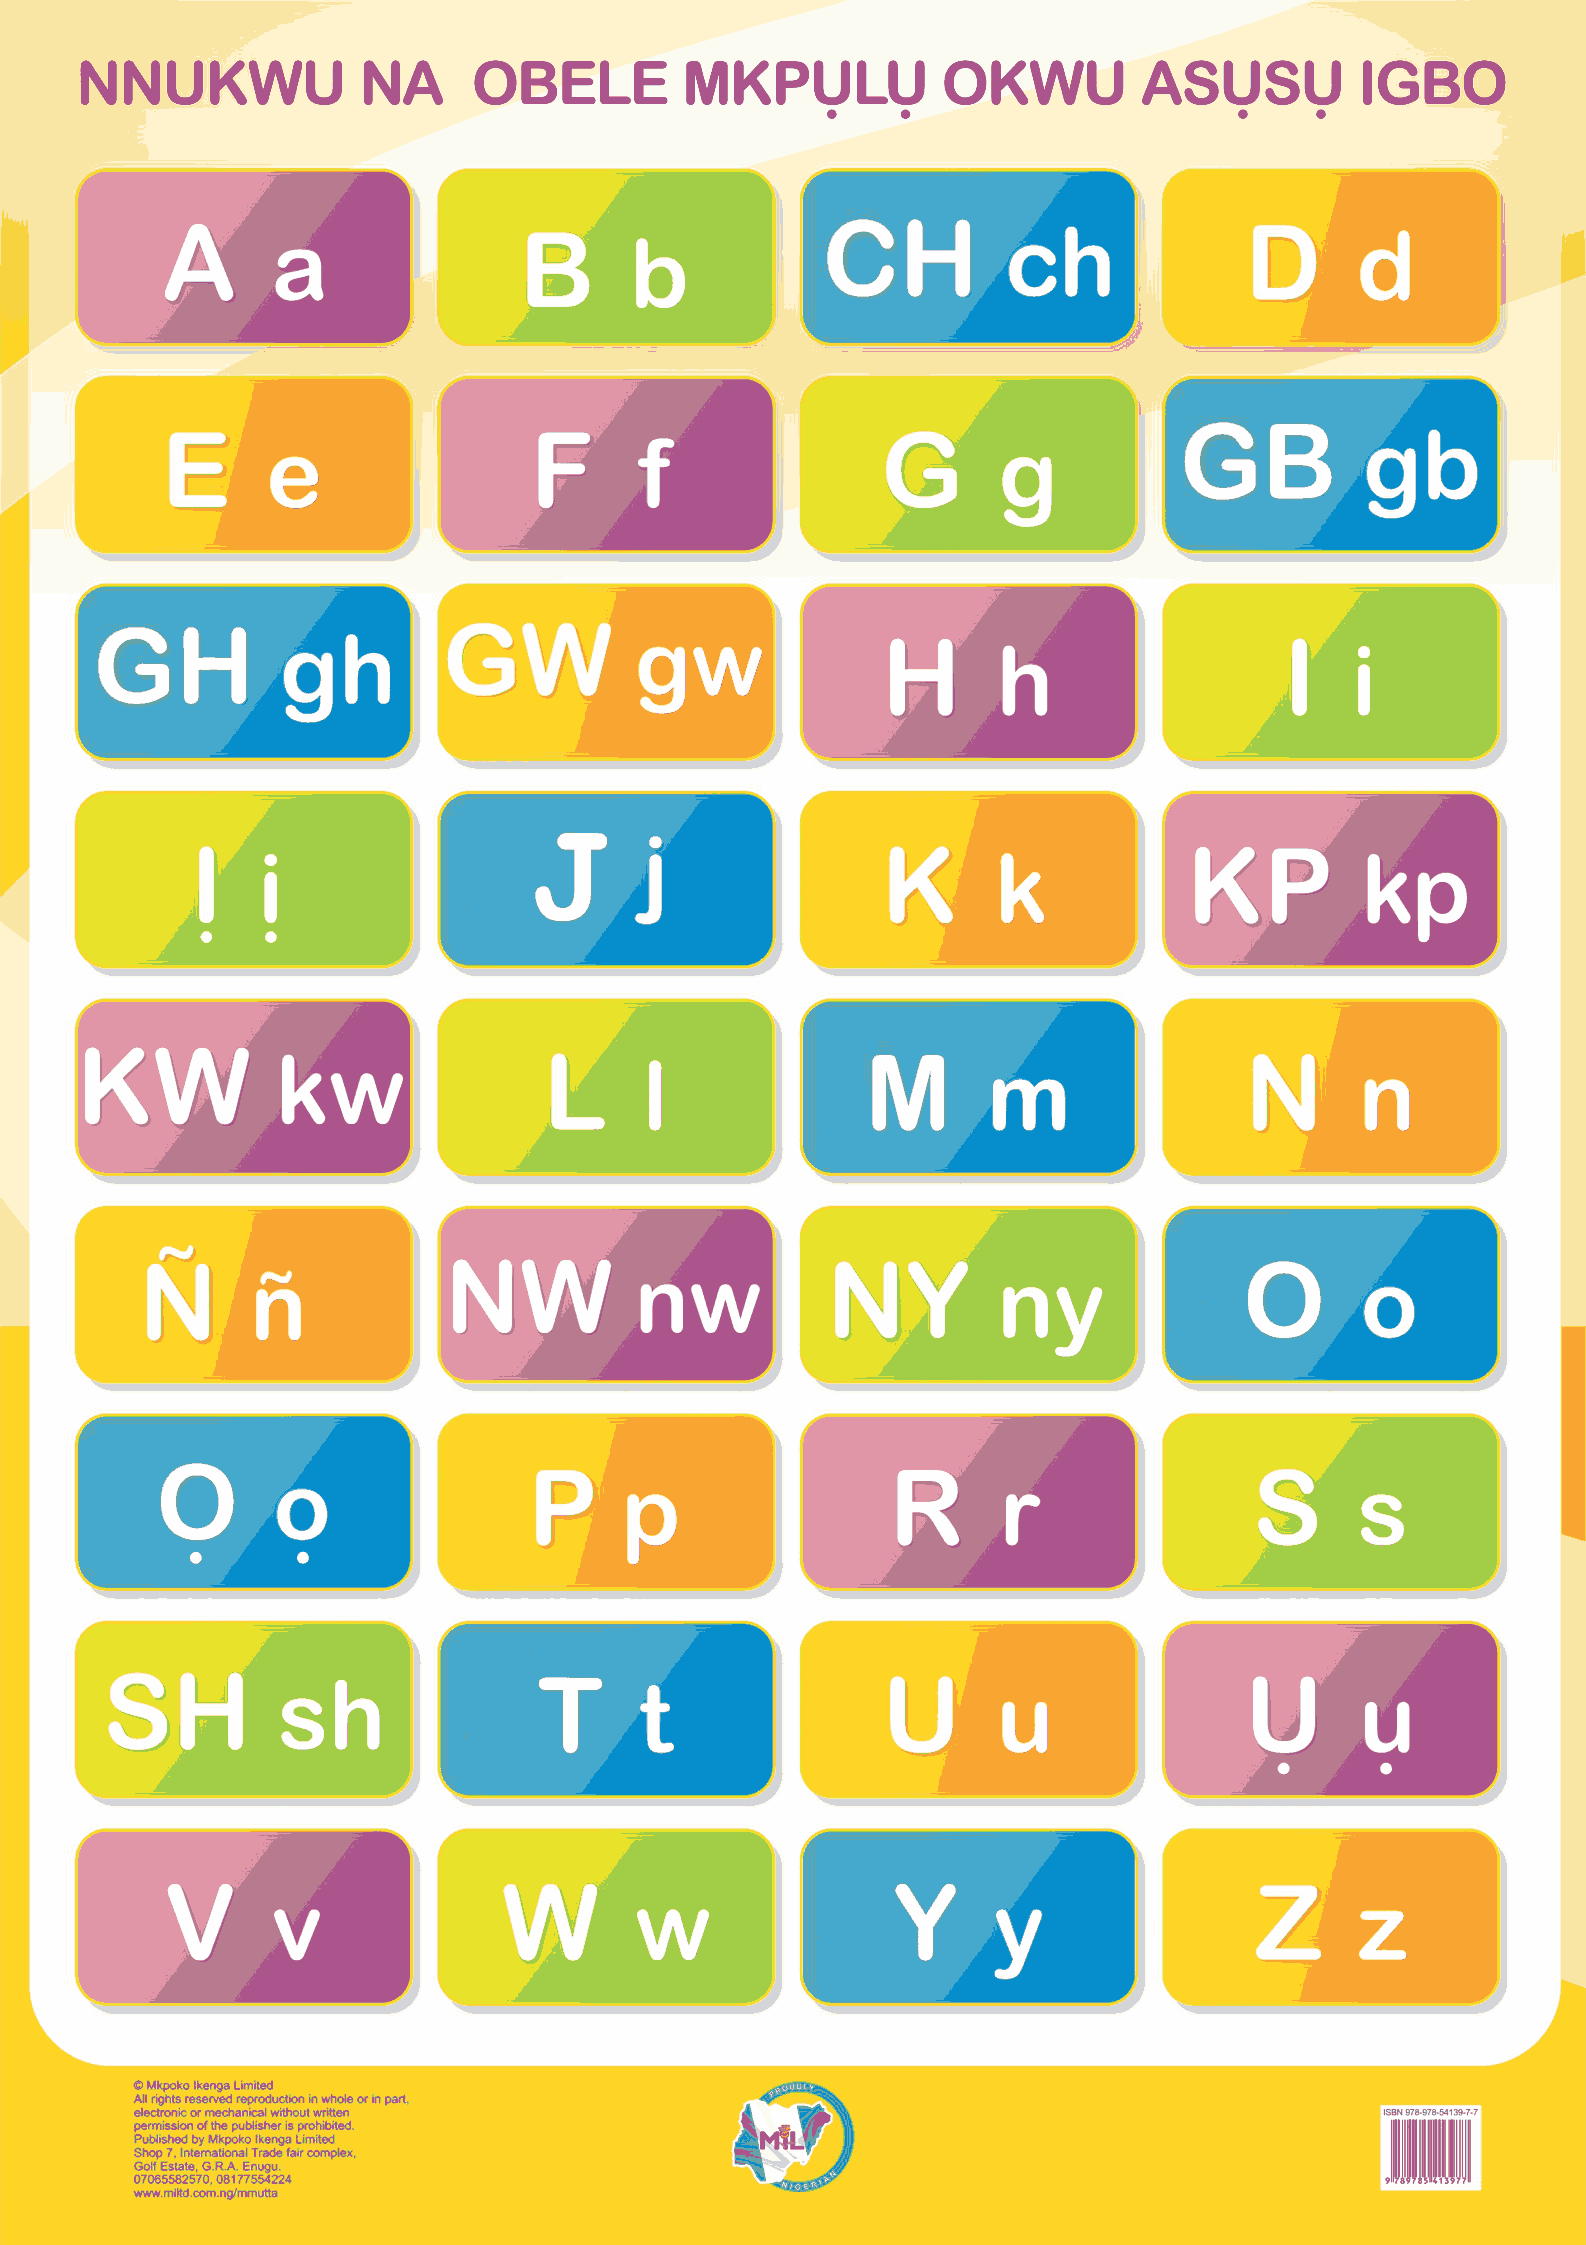 NNUKWU NA OBELE MKPỤLỤ OKWU ASỤSỤ IGBO
A a B b CH ch D d
E e F f G g GB gb
GH gh GW gw H h I i
Ị ị J j K k KP kp
KW kw L l M m N n
Ñ ñ NW nw NY ny O o
Ọ ọ P p R r S s
SH sh T t U u Ụ ụ
V v W w Y y Z z
© Mkpoko Ikenga Limited
All rights reserved reproduction in whole or in part,
electronic or mechanical without written
permission of the publisher is prohibited.
Published by Mkpoko Ikenga Limited
Shop 7, International Trade fair complex,
Golf Estate, G.R.A. Enugu.
07065582570, 08177554224
www.milltd.com.ng/mmutta
PROUDLY
MiL
NIGERIAN
ISBN 978-978-54139-7-7
9 789785 413977